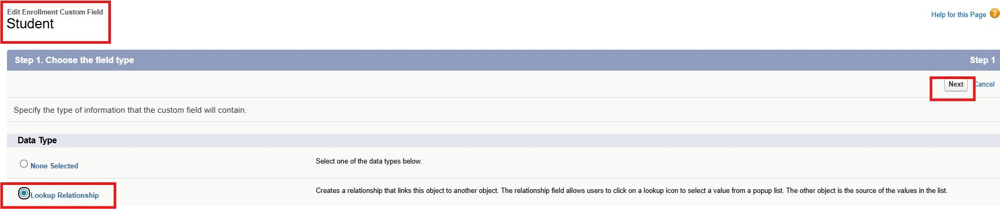 Edit Enrollment Custom Field
Student
Help for this Page ?
Step 1. Choose the field type Step 1
Next Cancel
Specify the type of information that the custom field will contain.
Data Type
None Selected Select one of the data types below.
Lookup Relationship Creates a relationship that links this object to another object. The relationship field allows users to click on a lookup icon to select a value from a popup list. The other object is the source of the values in the list.